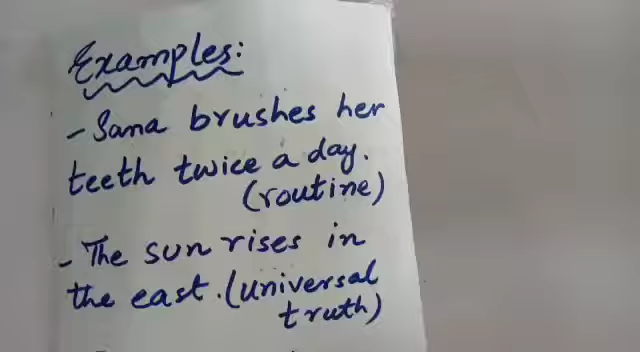 Examples:
- Sana brushes her
teeth twice a day.
(routine)
- The sun rises in
the east. (universal
truth)